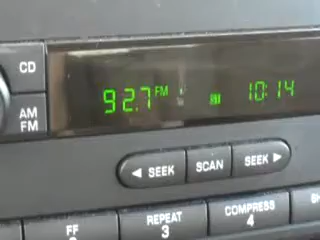 CD
92.7 FM 10:14
AM
FM
SEEK SCAN SEEK
FF
REPEAT
3
COMPRESS
4